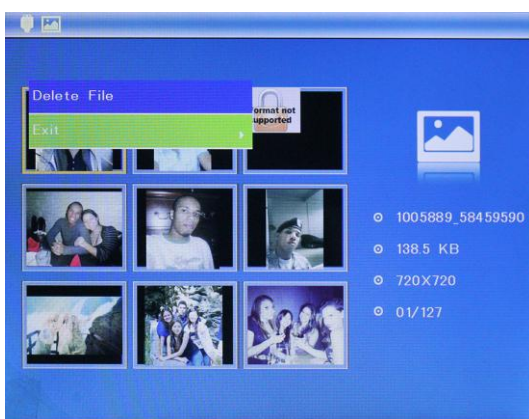 Delete File
Exit
Format not
supported
1005889_58459590
138.5 KB
720X720
01/127